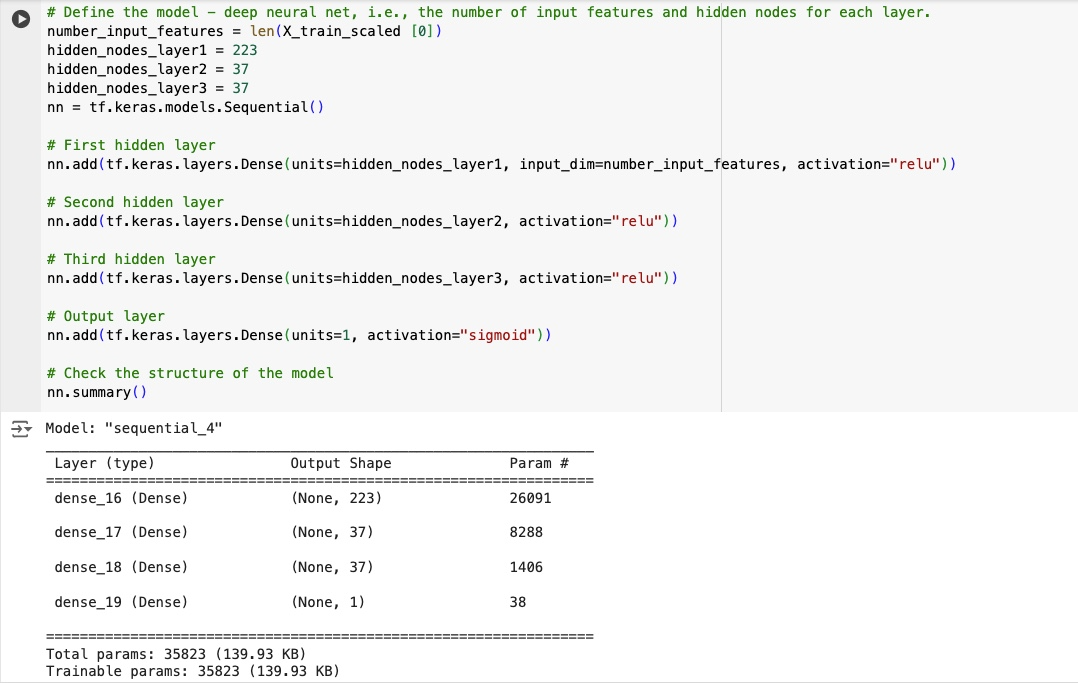 # Define the model – deep neural net, i.e., the number of input features and hidden nodes for each layer.
number_input_features = len(X_train_scaled [0])
hidden_nodes_layer1 = 223
hidden_nodes_layer2 = 37
hidden_nodes_layer3 = 37
nn = tf.keras.models.Sequential()
# First hidden layer
nn.add(tf.keras.layers.Dense(units=hidden_nodes_layer1, input_dim=number_input_features, activation="relu"))
# Second hidden layer
nn.add(tf.keras.layers.Dense(units=hidden_nodes_layer2, activation="relu"))
# Third hidden layer
nn.add(tf.keras.layers.Dense(units=hidden_nodes_layer3, activation="relu"))
# Output layer
nn.add(tf.keras.layers.Dense(units=1, activation="sigmoid"))
# Check the structure of the model
nn.summary()
Model: "sequential_4"
Layer (type) Output Shape Param #
dense_16 (Dense) (None, 223) 26091
dense_17 (Dense) (None, 37) 8288
dense_18 (Dense) (None, 37) 1406
dense_19 (Dense) (None, 1) 38
Total params: 35823 (139.93 KB)
Trainable params: 35823 (139.93 KB)